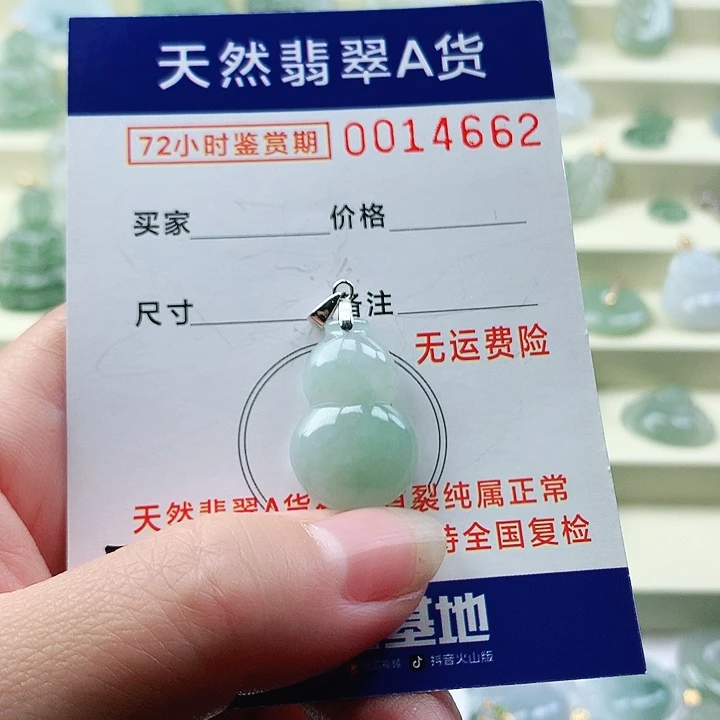 天然翡翠A货
72小时鉴赏期 0014662
买家 价格
尺寸 备注
无运费险
天然翡翠A货 裂纯属正常
持全国复检
基地
抖音火山版